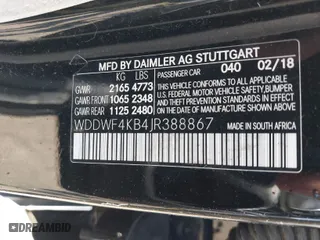 MFD BY DAIMLER AG STUTTGART
KG LBS 040 02/18
GWR 2165 4773
GAWR FRONT 1065 2348
GAWR REAR 1125 2480
THIS VEHICLE CONFORMS TO ALL APPLICABLE
U.S. FEDERAL MOTOR VEHICLE SAFETY, BUMPER
AND THEFT PREVENTION STANDARDS IN EFFECT
ON THE DATE OF MANUFACTURE SHOWN ABOVE.
PASSENGER CAR
WDDWF4KB4JR388867
MADE IN SOUTH AFRICA
DREAMBID